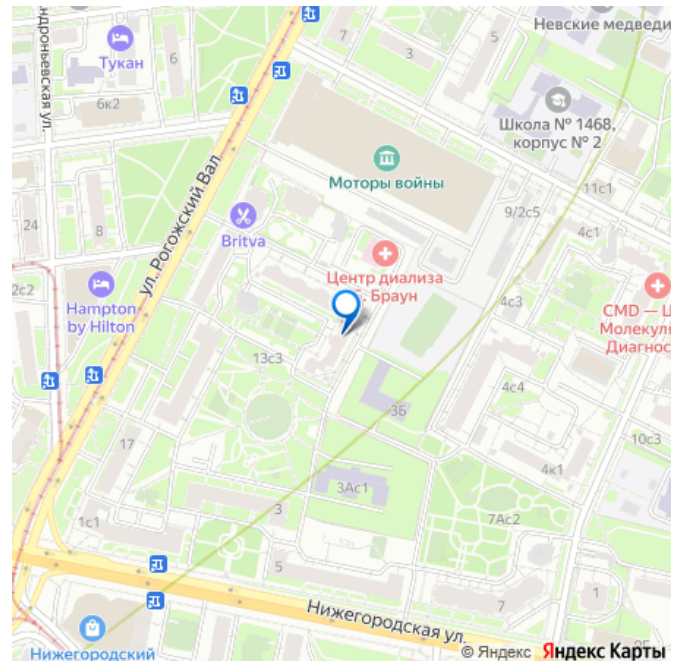 ндроньевская ул.
Тукан
6
6к2
7
3
5
Невские медведи
Школа № 1468,
корпус № 2
Моторы войны
11с1
9/2с5
4с1
24
8
ул. Рогожский Вал
Britva
Центр диализа
Браун
2с2
Hampton
by Hilton
4с3
CMD — Ц
Молекуля
Диагнос
13с3
3Б
4с4
10с3
17
4к1
3Ас1
3
7Ас2
1с1
5
1
7
Нижегородская ул.
Нижегородский
© Яндекс Яндекс Карты